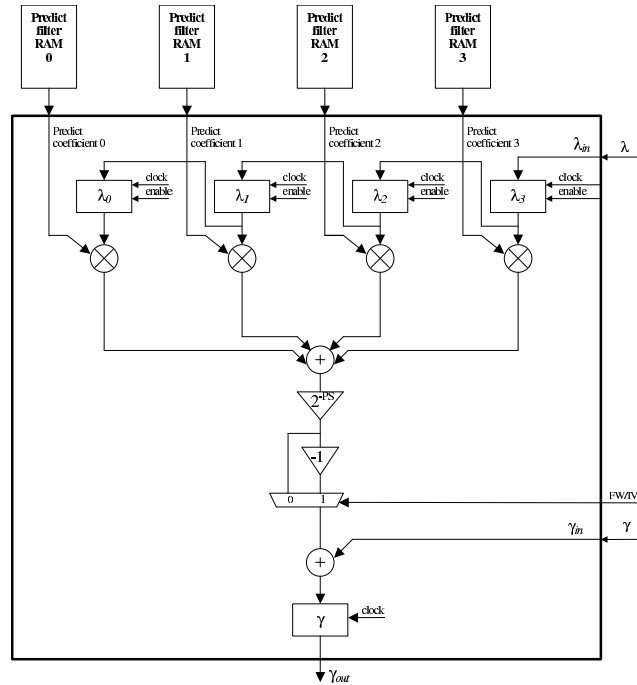 Predict
filter
RAM
0
Predict
filter
RAM
1
Predict
filter
RAM
2
Predict
filter
RAM
3
Predict
coefficient 0
Predict
coefficient 1
Predict
coefficient 2
Predict
coefficient 3
λin
λ
λ0
clock
enable
λ1
clock
enable
λ2
clock
enable
λ3
clock
enable
+
2-PS
-1
0 1
FW/IV
γin
γ
+
γ
clock
γout